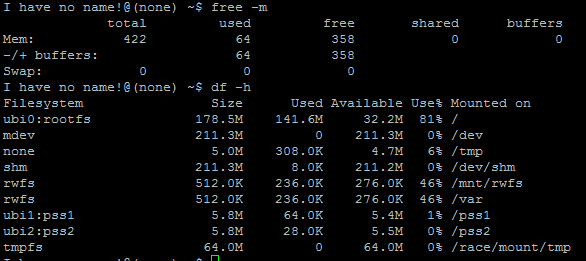 I have no name!@(none) ~$ free -m
total used free shared buffers
Mem: 422 64 358 0 0
-/+ buffers: 64 358
Swap: 0 0 0
I have no name!@(none) ~$ df -h
Filesystem Size Used Available Use% Mounted on
ubi0:rootfs 178.5M 141.6M 32.2M 81% /
mdev 211.3M 0 211.3M 0% /dev
none 5.0M 308.0K 4.7M 6% /tmp
shm 211.3M 8.0K 211.2M 0% /dev/shm
rwfs 512.0K 236.0K 276.0K 46% /mnt/rwfs
rwfs 512.0K 236.0K 276.0K 46% /var
ubi1:pss1 5.8M 64.0K 5.4M 1% /pss1
ubi2:pss2 5.8M 28.0K 5.5M 0% /pss2
tmpfs 64.0M 0 64.0M 0% /race/mount/tmp
I have no name!@(none) ~$